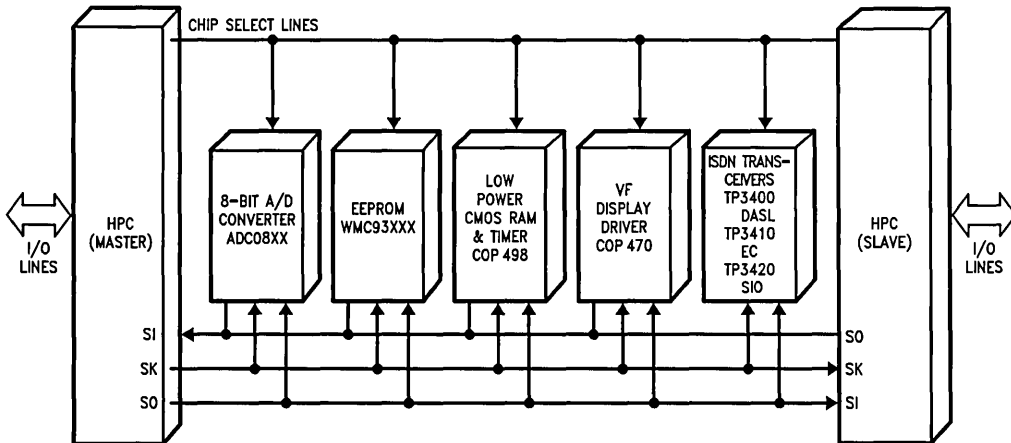 CHIP SELECT LINES
HPC
(MASTER)
I/O
LINES
8-BIT A/D
CONVERTER
ADC08XX
EEPROM
WMC93XXX
LOW
POWER
CMOS RAM
& TIMER
COP 498
VF
DISPLAY
DRIVER
COP 470
ISDN TRANS-
CEIVERS
TP3400
DASL
TP3410
EC
TP3420
SIO
HPC
(SLAVE)
I/O
LINES
SI
SK
SO
SO
SK
SI